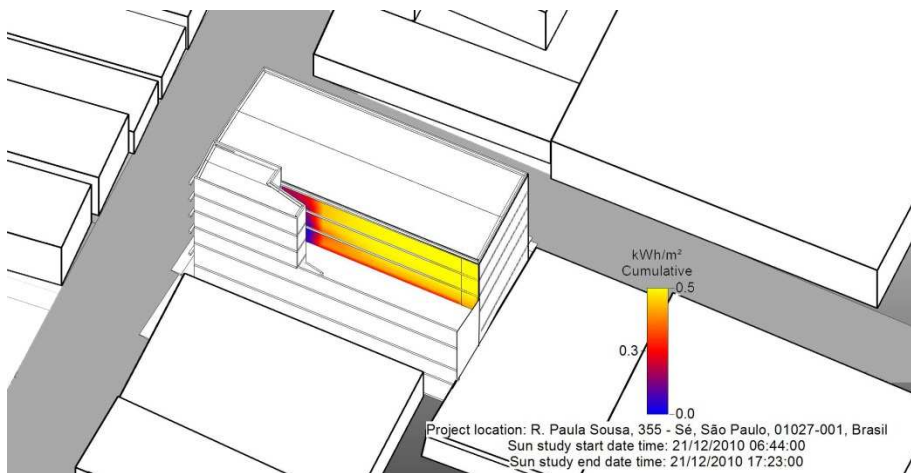 kWh/m²
Cumulative
0.5
0.3
0.0
Project location: R. Paula Sousa, 355 - Sé, São Paulo, 01027-001, Brasil
Sun study start date time: 21/12/2010 06:44:00
Sun study end date time: 21/12/2010 17:23:00